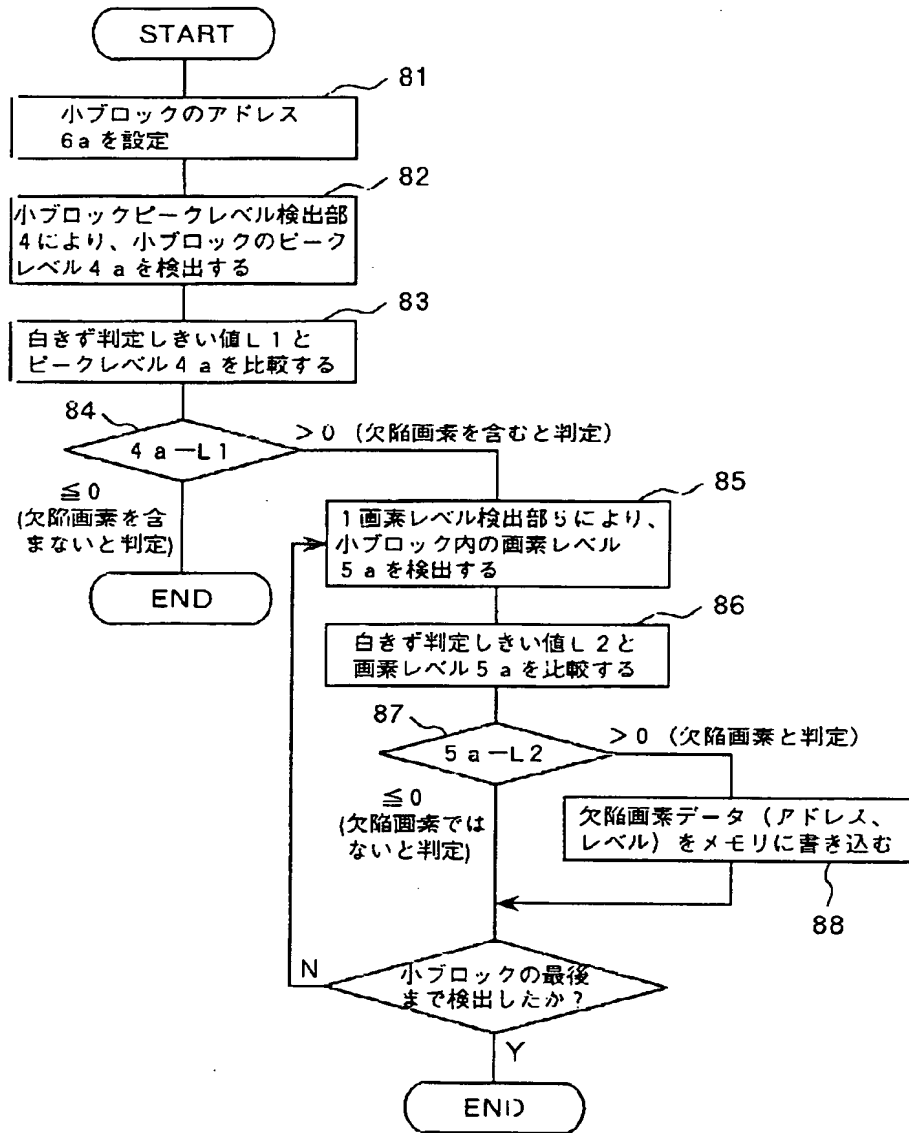 START
81
小ブロックのアドレス
6aを設定
82
小ブロックピークレベル検出部
4により、小ブロックのピーク
レベル4aを検出する
83
白きず判定しきい値L1と
ピークレベル4aを比較する
84
4a－L1
＞0（欠陥画素を含むと判定）
≦0
(欠陥画素を含
まないと判定)
END
85
1画素レベル検出部5により、
小ブロック内の画素レベル
5aを検出する
86
白きず判定しきい値L2と
画素レベル5aを比較する
87
5a－L2
＞0（欠陥画素と判定）
≦0
(欠陥画素では
ないと判定)
欠陥画素データ（アドレス、
レベル）をメモリに書き込む
88
N
小ブロックの最後
まで検出したか？
Y
END